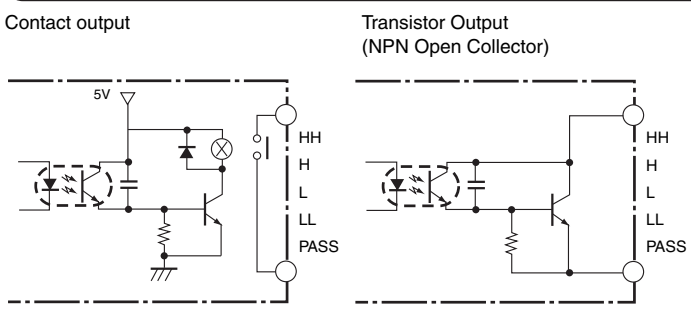 Contact output
Transistor Output
(NPN Open Collector)
5V
HH
H
L
LL
PASS
HH
H
L
LL
PASS